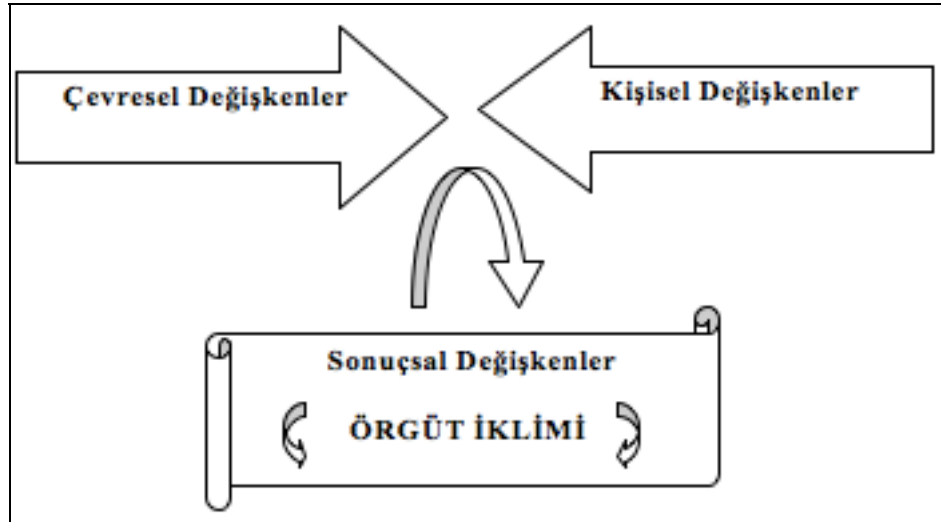 Çevresel Değişkenler
Kişisel Değişkenler
Sonuçsal Değişkenler
ÖRGÜT İKLİMİ